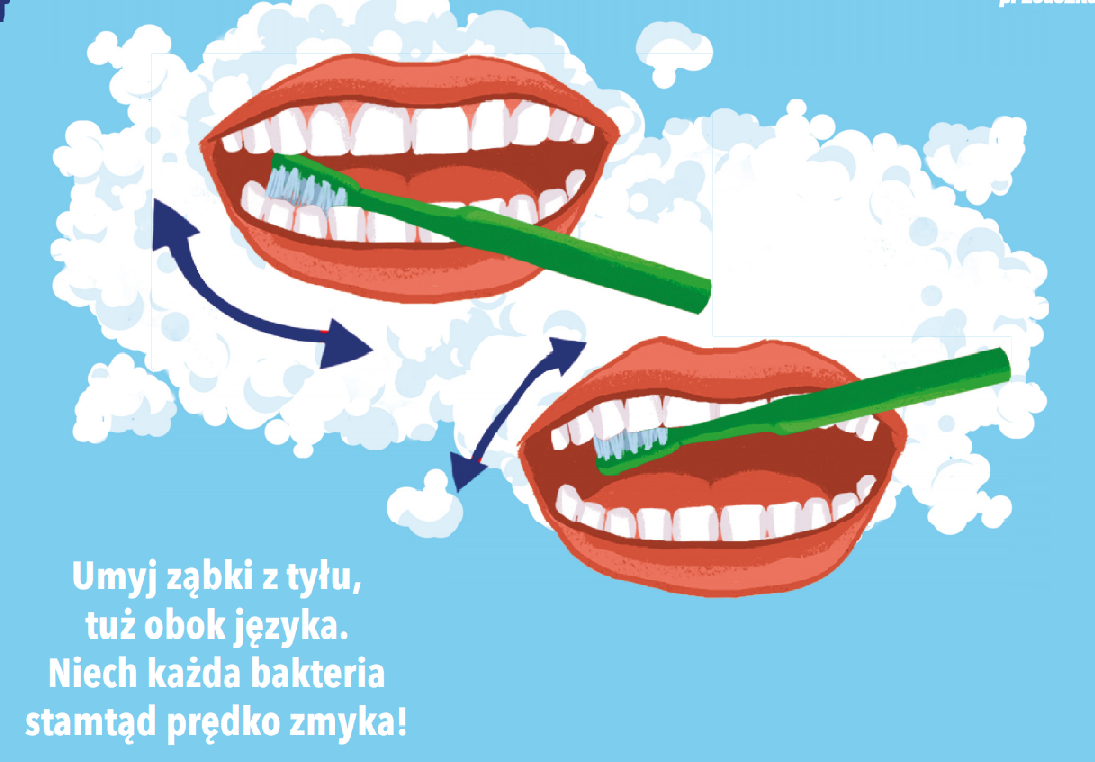 Umyj ząbki z tyłu,
tuż obok języka.
Niech każda bakteria
stamtąd prędko zmyka!